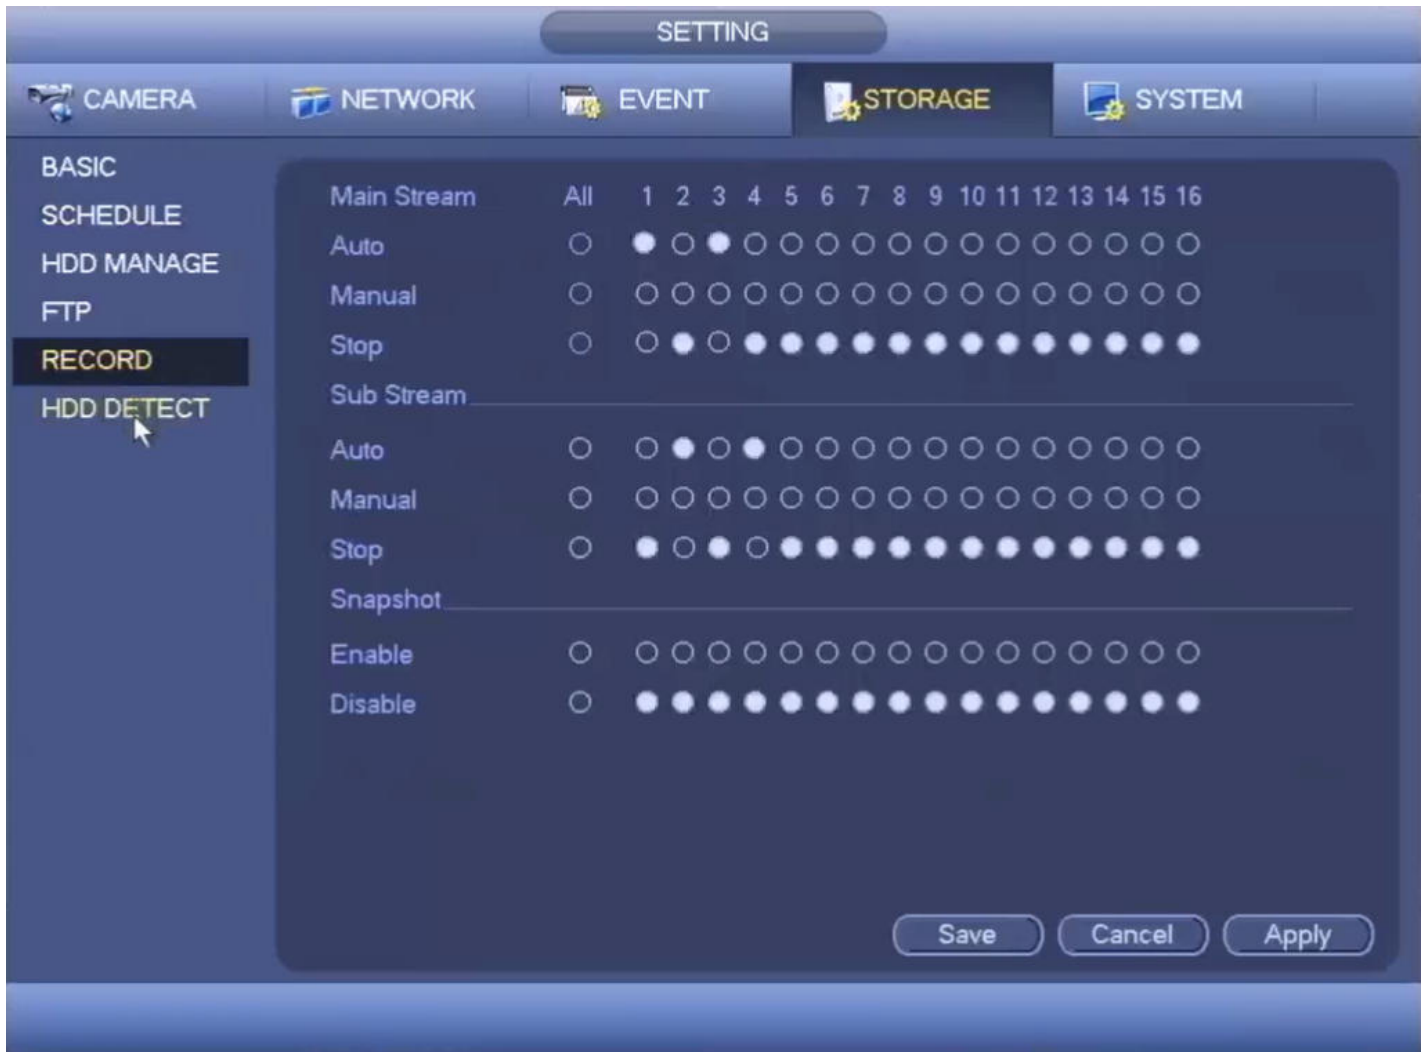 SETTING
CAMERA NETWORK EVENT STORAGE SYSTEM
BASIC
SCHEDULE
HDD MANAGE
FTP
RECORD
HDD DETECT
Main Stream All 1 2 3 4 5 6 7 8 9 10 11 12 13 14 15 16
Auto
Manual
Stop
Sub Stream
Auto
Manual
Stop
Snapshot
Enable
Disable
Save Cancel Apply